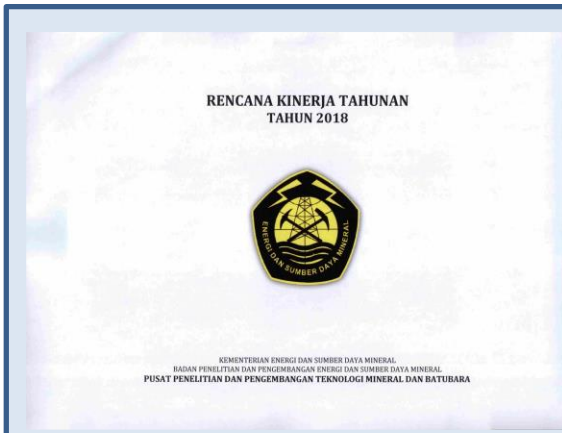 RENCANA KINERJA TAHUNAN
TAHUN 2018
ENERGI DAN SUMBER DAYA MINERAL
KEMENTERIAN ENERGI DAN SUMBER DAYA MINERAL
BADAN PENELITIAN DAN PENGEMBANGAN ENERGI DAN SUMBER DAYA MINERAL
PUSAT PENELITIAN DAN PENGEMBANGAN TEKNOLOGI MINERAL DAN BATUBARA